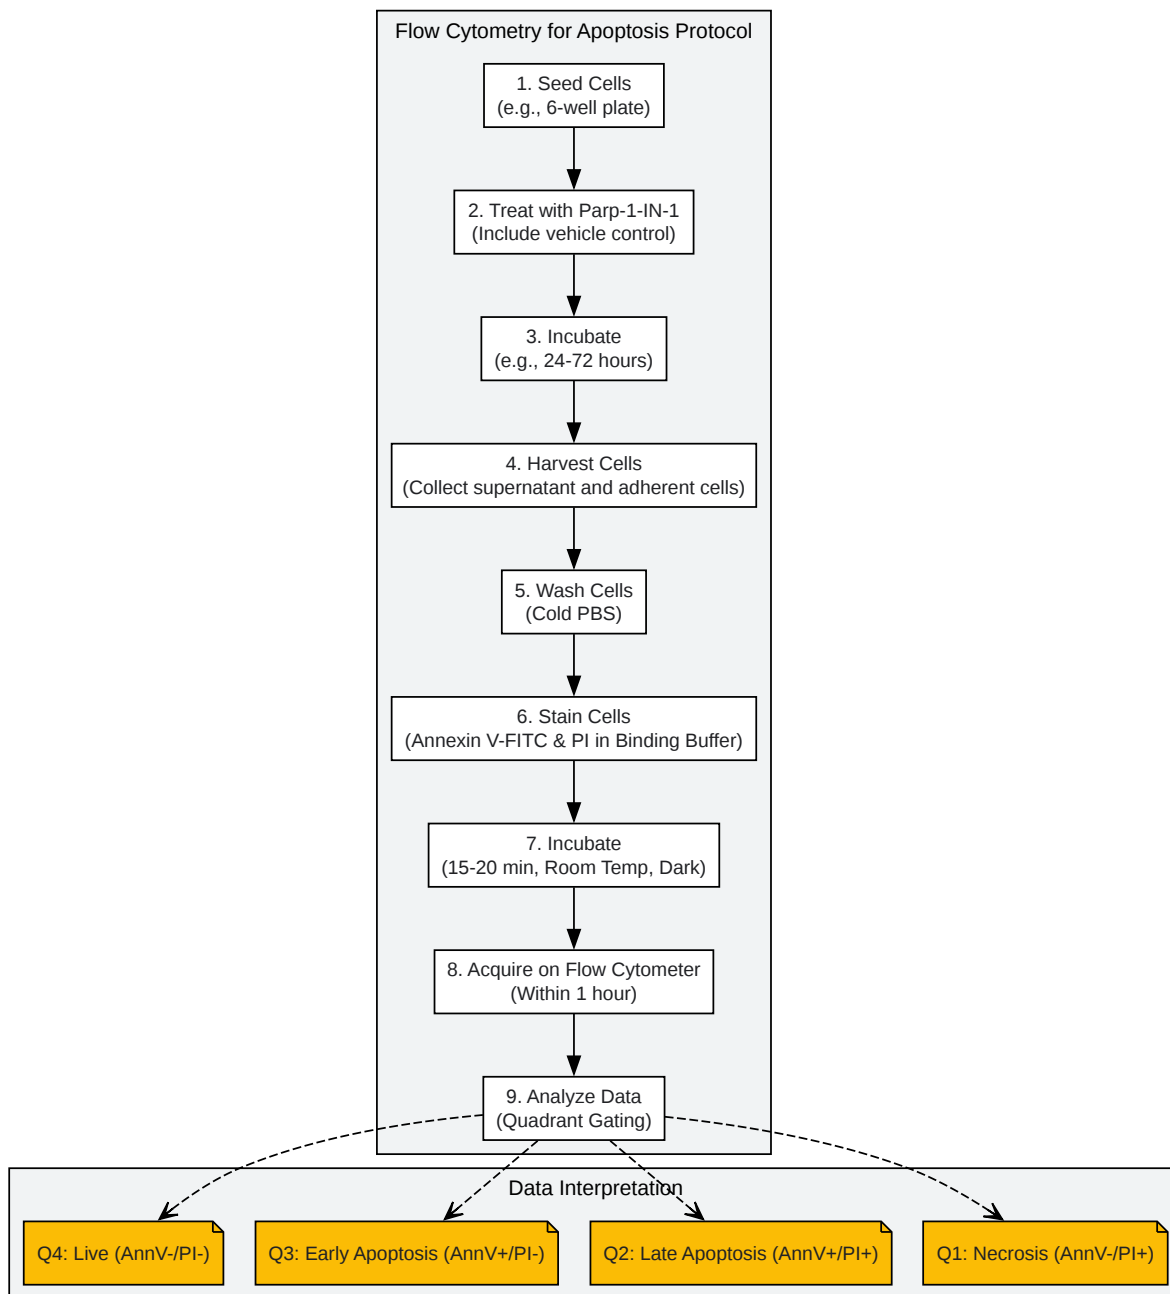 Flow Cytometry for Apoptosis Protocol
1. Seed Cells
(e.g., 6-well plate)
2. Treat with Parp-1-IN-1
(Include vehicle control)
3. Incubate
(e.g., 24-72 hours)
4. Harvest Cells
(Collect supernatant and adherent cells)
5. Wash Cells
(Cold PBS)
6. Stain Cells
(Annexin V-FITC & PI in Binding Buffer)
7. Incubate
(15-20 min, Room Temp, Dark)
8. Acquire on Flow Cytometer
(Within 1 hour)
9. Analyze Data
(Quadrant Gating)
Data Interpretation
Q4: Live (AnnV-/PI-)
Q3: Early Apoptosis (AnnV+/PI-)
Q2: Late Apoptosis (AnnV+/PI+)
Q1: Necrosis (AnnV-/PI+)